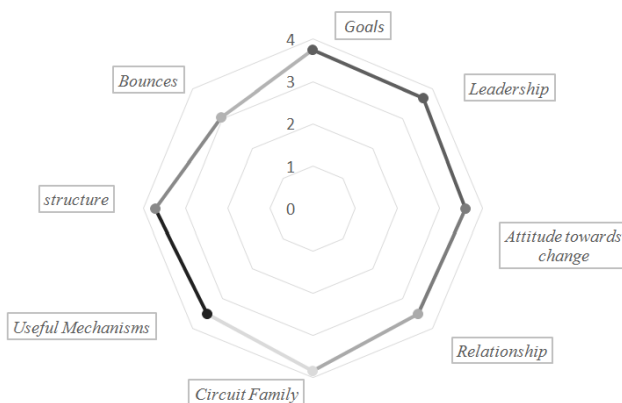 Goals
4
Bounces
3
Leadership
2
1
structure
0
Attitude towards
change
Useful Mechanisms
Relationship
Circuit Family